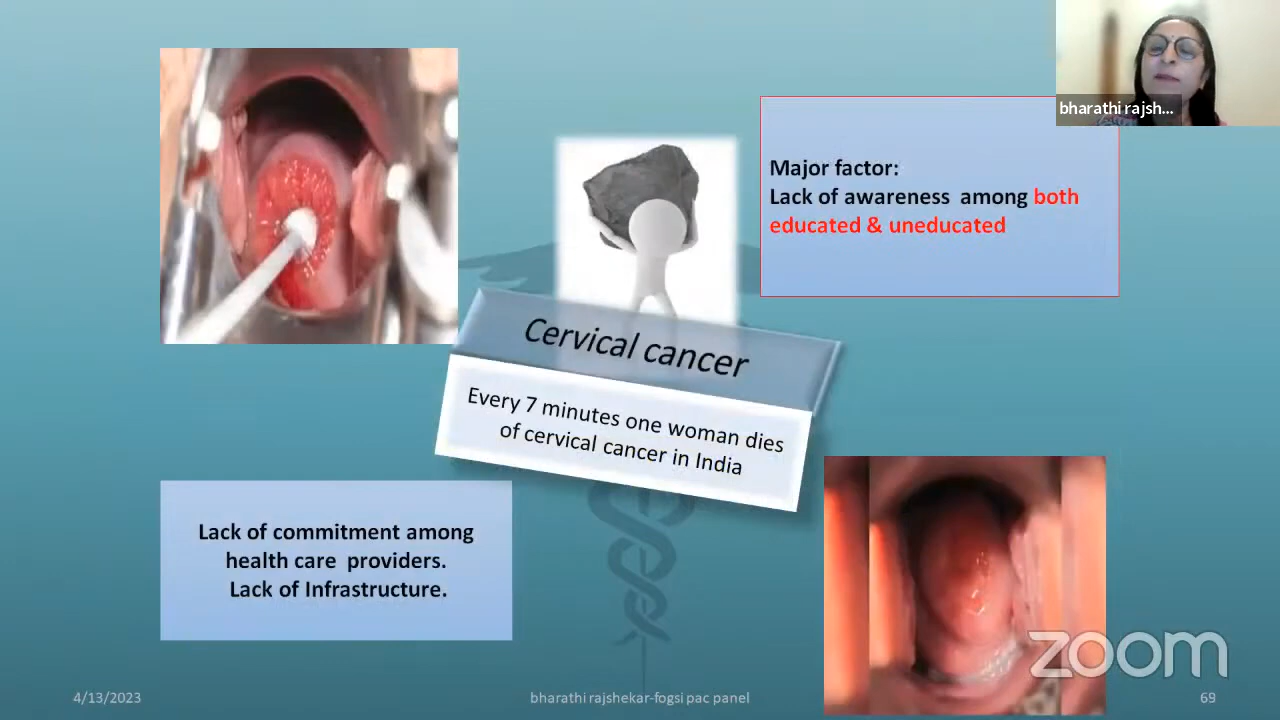 bharathi rajsh...
Major factor:
Lack of awareness among both
educated & uneducated
Cervical cancer
Every 7 minutes one woman dies
of cervical cancer in India
Lack of commitment among
health care providers.
Lack of Infrastructure.
zoom
4/13/2023
bharathi rajshekar-fogsi pac panel
69